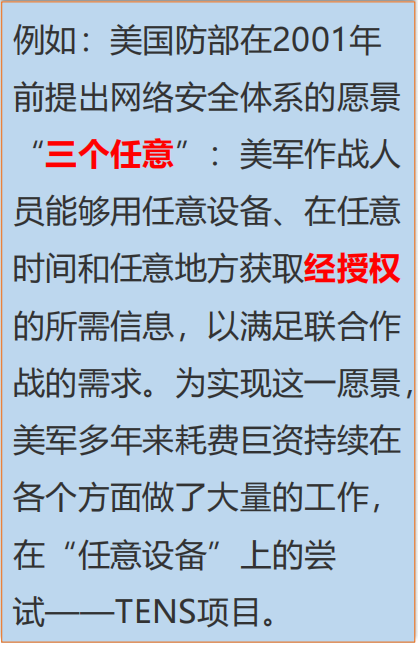 例如：美国防部在2001年
前提出网络安全体系的愿景
“三个任意”：美军作战人
员能够用任意设备、在任意
时间和任意地方获取经授权
的所需信息，以满足联合作
战的需求。为实现这一愿景，
美军多年来耗费巨资持续在
各个方面做了大量的工作，
在“任意设备”上的尝
试——TENS项目。